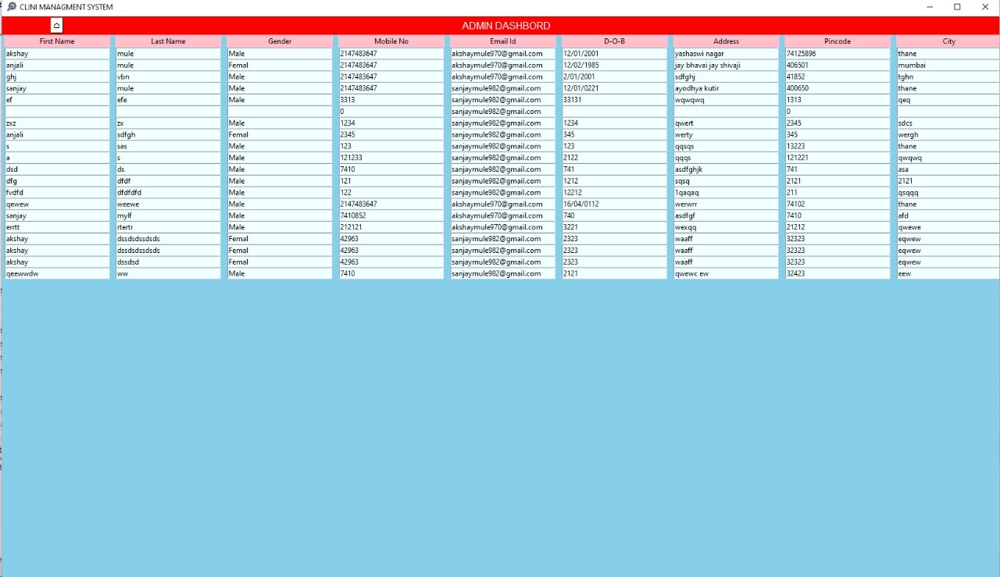 CLINI MANAGMENT SYSTEM
ADMIN DASHBORD
First Name Last Name Gender Mobile No Email Id D-O-B Address Pincode City
akshay mule Male 2147483647 akshaymule970@gmail.com 12/01/2001 yashaswi nagar 74125896 thane
anjali mule Femal 2147483647 akshaymule970@gmail.com 12/02/1985 jay bhavai jay shivaji 406501 mumbai
ghj vbn Male 2147483647 akshaymule970@gmail.com 2/01/2001 sdfghj 41852 tghn
sanjay mule Male 2147483647 sanjaymule982@gmail.com 12/01/0221 ayodhya kutir 400650 thane
ef efe Male 3313 sanjaymule982@gmail.com 33131 wqwqwq 1313 qeq
0 sanjaymule982@gmail.com 0
zxz zx Male 1234 sanjaymule982@gmail.com 1234 qwert 2345 sdcs
anjali sdfgh Femal 2345 sanjaymule982@gmail.com 345 werty 345 wergh
s sas Male 123 sanjaymule982@gmail.com 123 qqsqs 13223 thane
a s Male 121233 sanjaymule982@gmail.com 2122 qqqs 121221 qwqwq
dsd ds Male 7410 sanjaymule982@gmail.com 741 asdfghjk 741 asa
dfg dfdf Male 121 sanjaymule982@gmail.com 1212 sqsq 2121 2121
fvdfd dfdfdfd Male 122 sanjaymule982@gmail.com 12212 1qaqaq 211 qsqqq
qewew weewe Male 2147483647 akshaymule970@gmail.com 16/04/0112 werwrr 74102 thane
sanjay mylf Male 7410852 akshaymule970@gmail.com 740 asdfgf 7410 afd
errtt rtertr Male 212121 akshaymule970@gmail.com 3221 wexqq 21212 qwewe
akshay dssdsdssdsds Femal 42963 sanjaymule982@gmail.com 2323 waaff 32323 eqwew
akshay dssdsdssdsds Femal 42963 sanjaymule982@gmail.com 2323 waaff 32323 eqwew
akshay dssdsd Femal 42963 sanjaymule982@gmail.com 2323 waaff 32323 eqwew
qeewwdw ww Male 7410 sanjaymule982@gmail.com 2121 qwewc ew 32423 eew